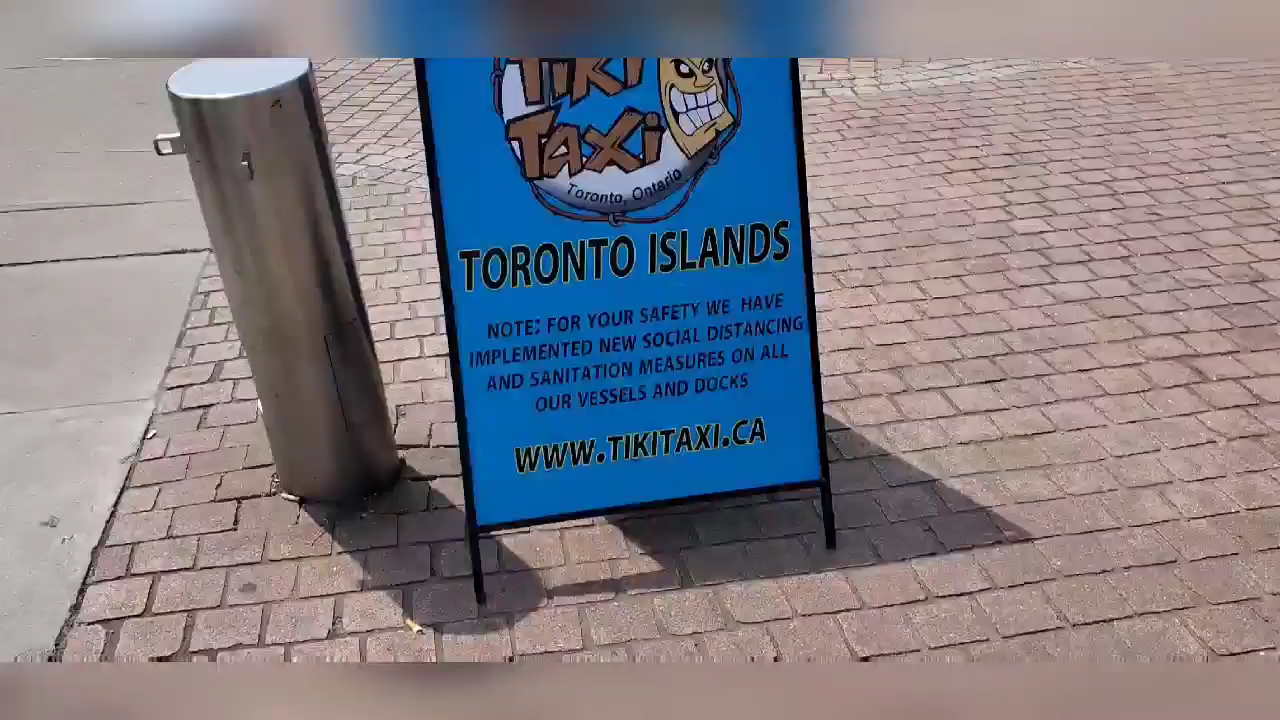 TIKI
TAXI
Toronto, Ontario
TORONTO ISLANDS
NOTE: FOR YOUR SAFETY WE HAVE
IMPLEMENTED NEW SOCIAL DISTANCING
AND SANITATION MEASURES ON ALL
OUR VESSELS AND DOCKS
WWW.TIKITAXI.CA